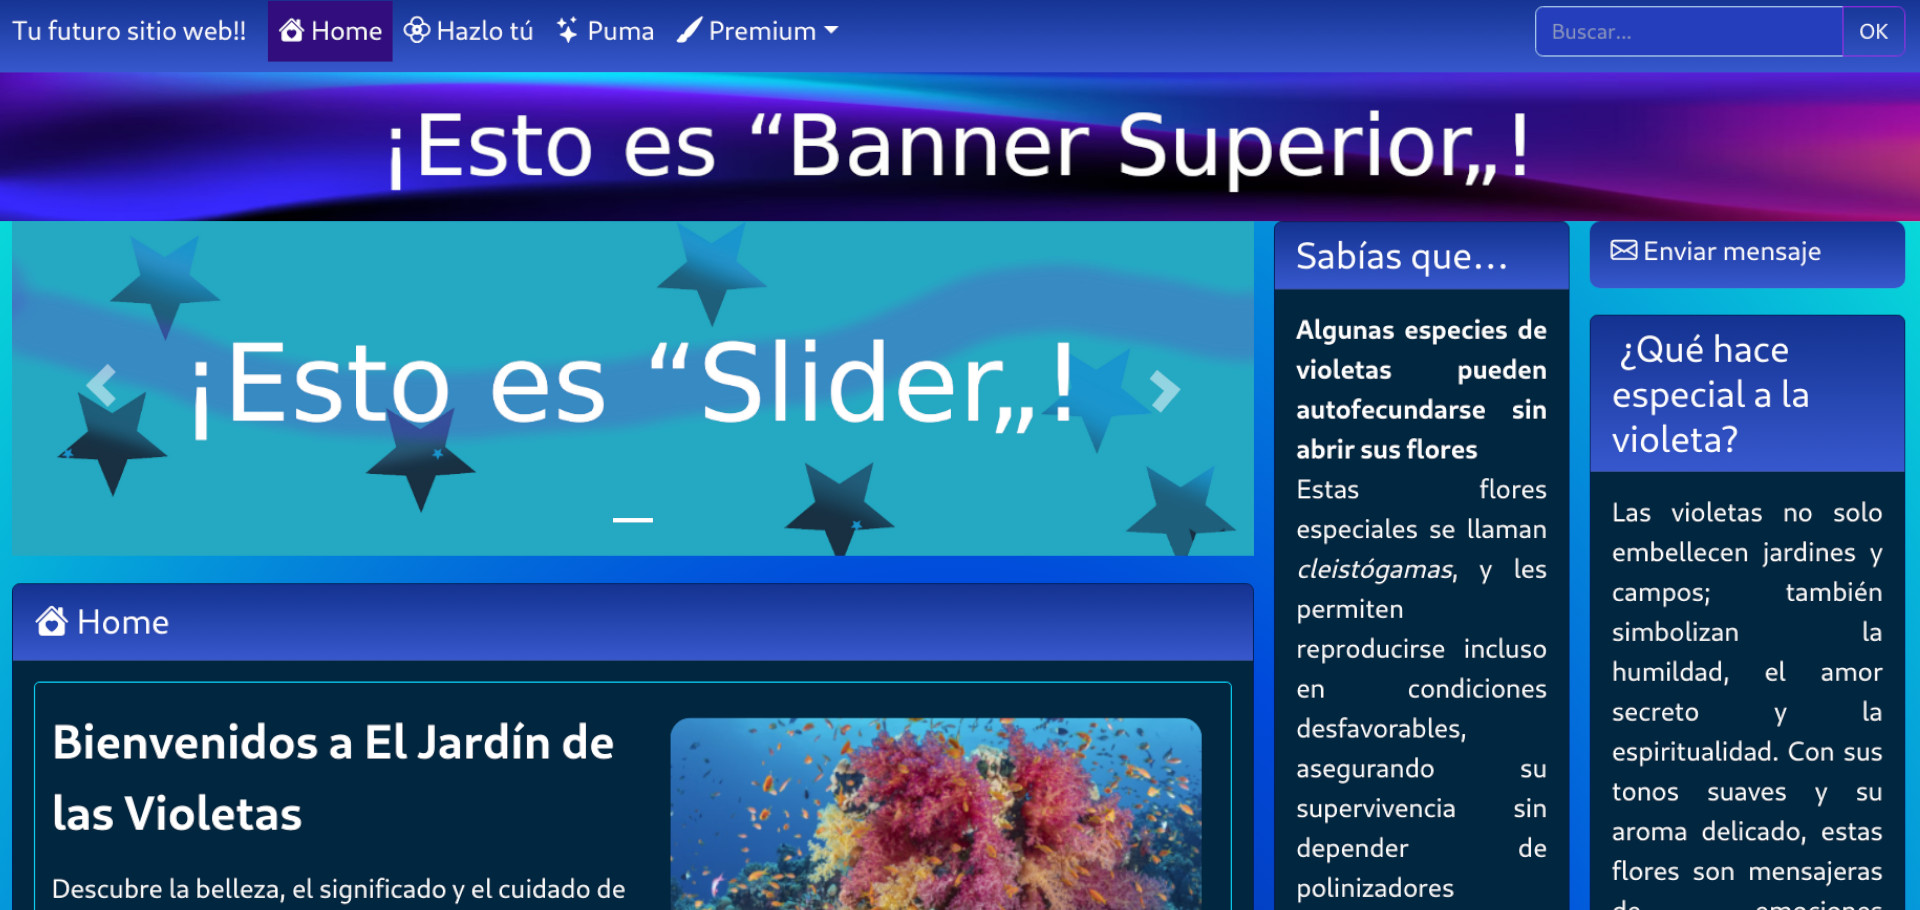 Tu futuro sitio web!! Home Hazlo tú Puma Premium Buscar... OK
¡Esto es “Banner Superior„!
¡Esto es “Slider„!
Home
Bienvenidos a El Jardín de
las Violetas
Descubre la belleza, el significado y el cuidado de
Sabías que...
Algunas especies de
violetas pueden
autofecundarse sin
abrir sus flores
Estas flores
especiales se llaman
cleistógamas, y les
permiten
reproducirse incluso
en condiciones
desfavorables,
asegurando su
supervivencia sin
depender de
polinizadores
Enviar mensaje
¿Qué hace
especial a la
violeta?
Las violetas no solo
embellecen jardines y
campos; también
simbolizan la
humildad, el amor
secreto y la
espiritualidad. Con sus
tonos suaves y su
aroma delicado, estas
flores son mensajeras
de emociones